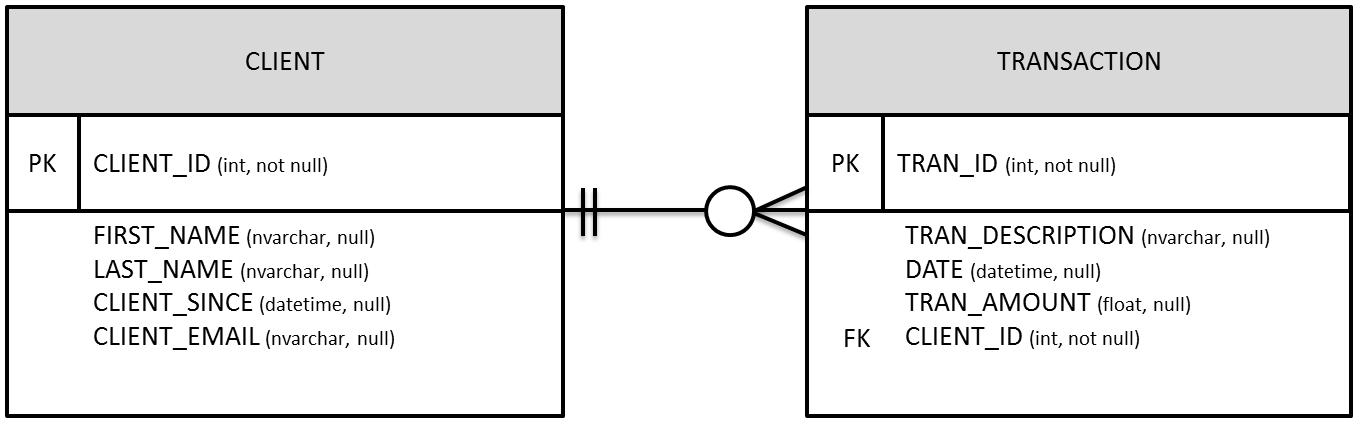 CLIENT
PK CLIENT_ID (int, not null)
FIRST_NAME (nvarchar, null)
LAST_NAME (nvarchar, null)
CLIENT_SINCE (datetime, null)
CLIENT_EMAIL (nvarchar, null)
TRANSACTION
PK TRAN_ID (int, not null)
TRAN_DESCRIPTION (nvarchar, null)
DATE (datetime, null)
TRAN_AMOUNT (float, null)
FK CLIENT_ID (int, not null)